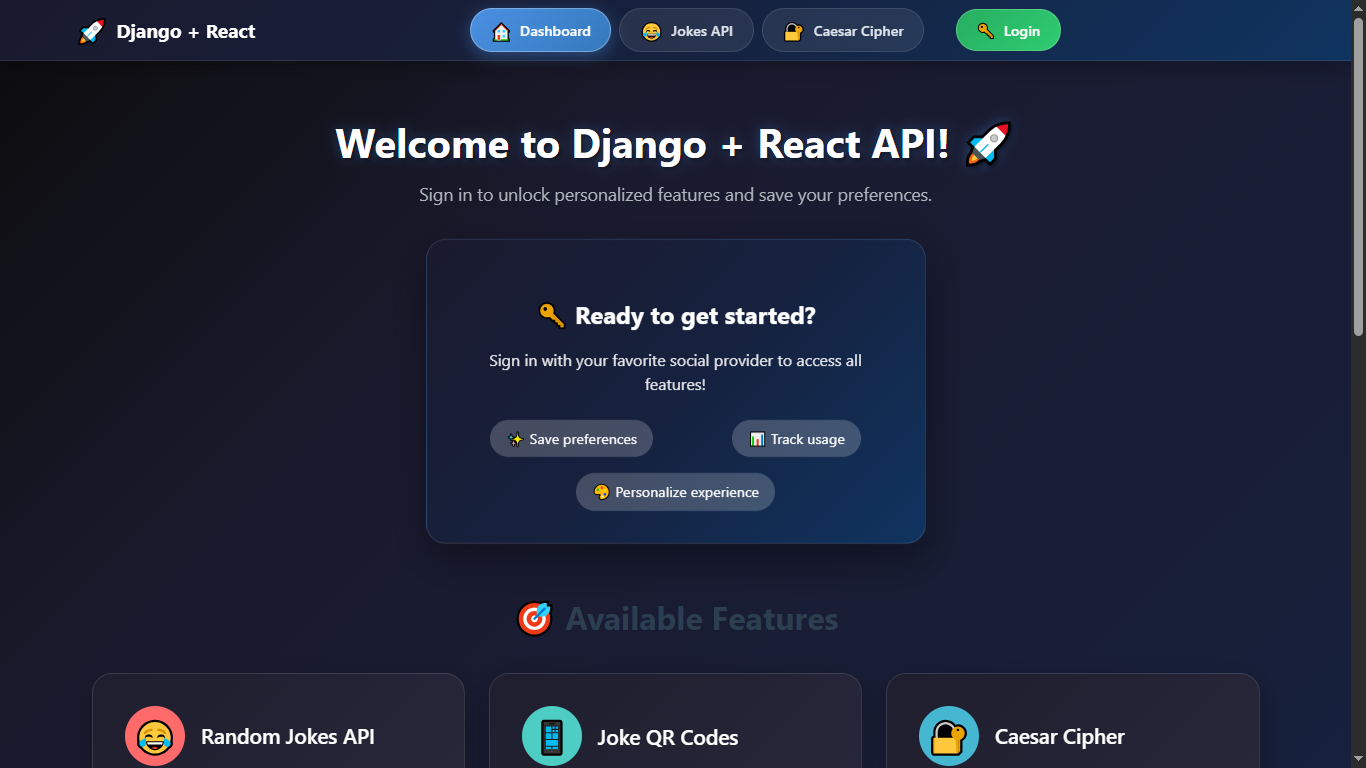 Django + React
Dashboard
Jokes API
Caesar Cipher
Login
Welcome to Django + React API!
Sign in to unlock personalized features and save your preferences.
Ready to get started?
Sign in with your favorite social provider to access all
features!
Save preferences
Track usage
Personalize experience
Available Features
Random Jokes API
Joke QR Codes
Caesar Cipher